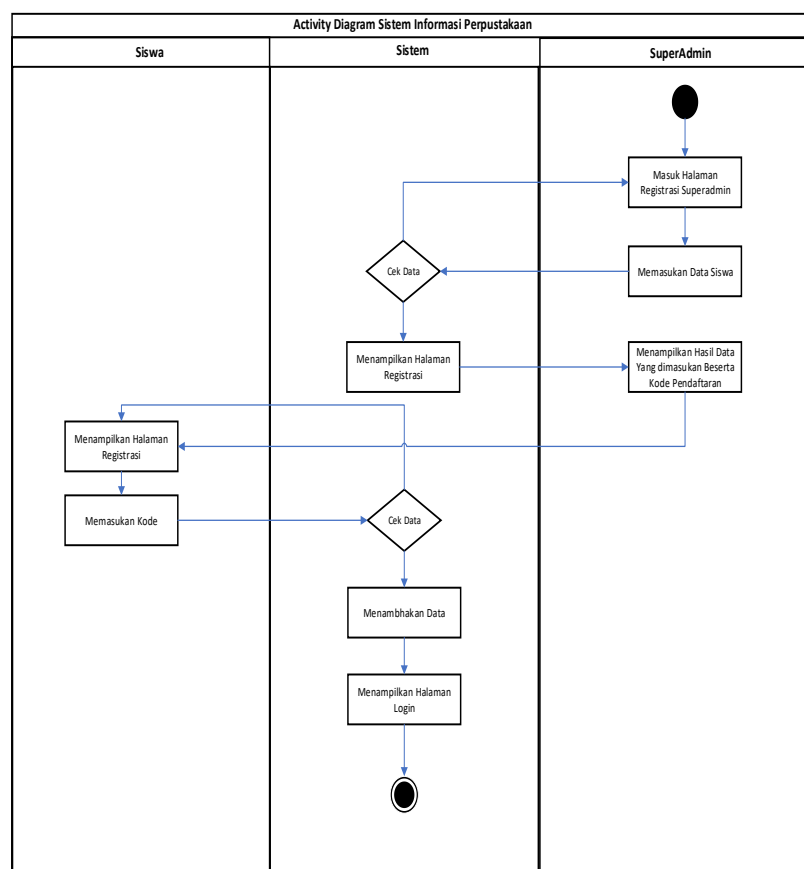 Activity Diagram Sistem Informasi Perpustakaan
Siswa
Sistem
SuperAdmin
Masuk Halaman
Registrasi Superadmin
Cek Data
Memasukan Data Siswa
Menampilkan Halaman
Registrasi
Menampilkan Hasil Data
Yang dimasukan Beserta
Kode Pendaftaran
Menampilkan Halaman
Registrasi
Memasukan Kode
Cek Data
Menambhakan Data
Menampilkan Halaman
Login